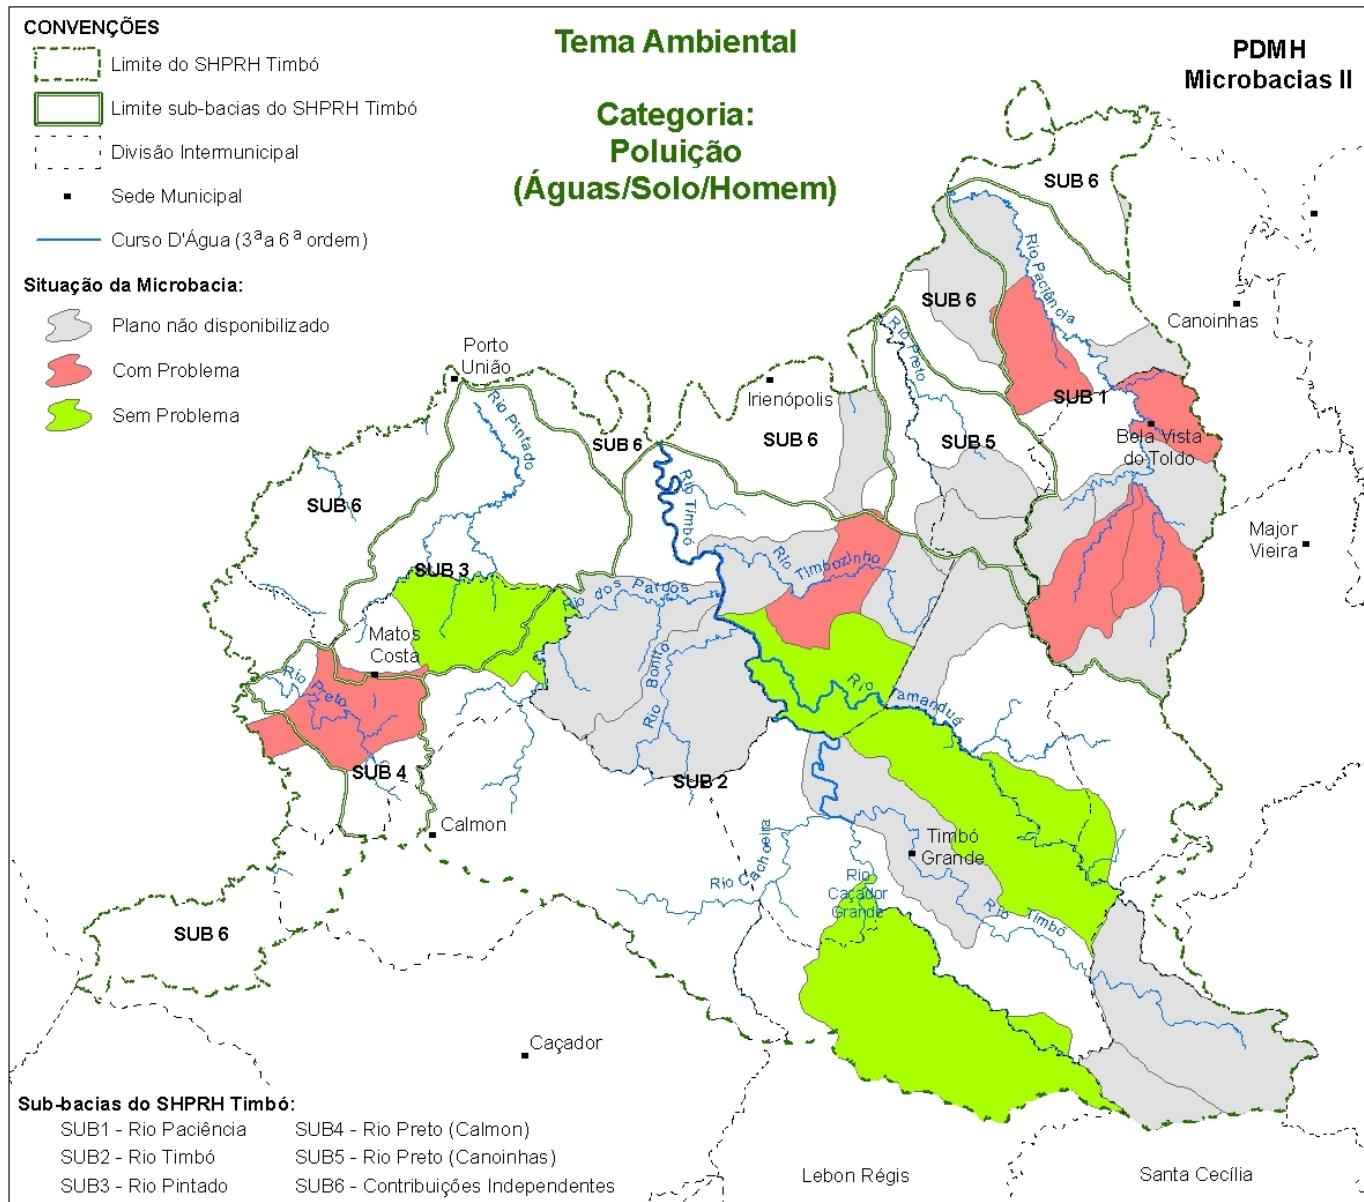 CONVENÇÕES
Limite do SHPRH Timbó
Limite sub-bacias do SHPRH Timbó
Divisão Intermunicipal
Sede Municipal
Curso D'Água (3ª a 6ª ordem)
Situação da Microbacia:
Plano não disponibilizado
Com Problema
Sem Problema
Tema Ambiental
Categoria:
Poluição
(Águas/Solo/Homem)
PDMH
Microbacias II
SUB 6
Rio Paciência
SUB 6
Canoinhas
Rio Preto
Porto
União
Irienópolis
SUB 1
Rio Pintado
SUB 6
SUB 6
SUB 5
Bela Vista
do Toldo
SUB 6
Rio Timbó
Major
Vieira
SUB 3
Rio dos Pardos
Rio Timbozinho
Matos
Costa
Rio Preto
Rio Bonito
Rio Tamanduá
SUB 4
SUB 2
Calmon
Timbó
Grande
Rio Cachoeira
Rio
Caçador
Grande
Rio Timbó
SUB 6
Caçador
Sub-bacias do SHPRH Timbó:
SUB1 - Rio Paciência
SUB2 - Rio Timbó
SUB3 - Rio Pintado
SUB4 - Rio Preto (Calmon)
SUB5 - Rio Preto (Canoinhas)
SUB6 - Contribuições Independentes
Lebon Régis
Santa Cecília